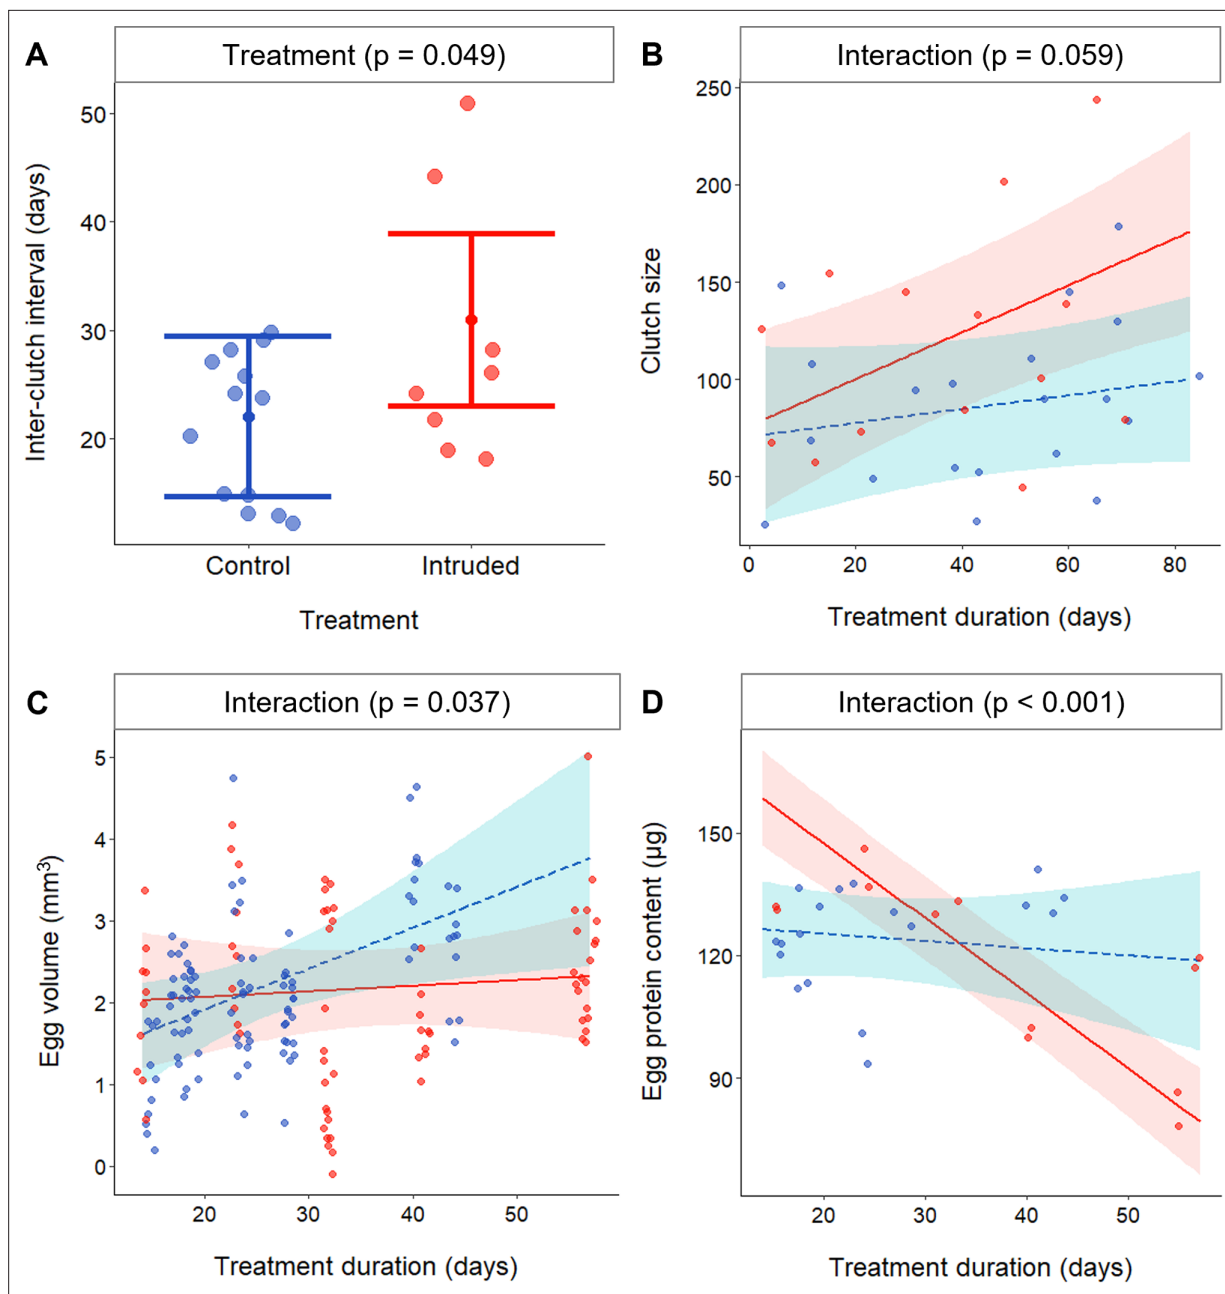 A
Treatment (p = 0.049)
Inter-clutch interval (days)
50
40
30
20
Control
Intruded
Treatment
B
Interaction (p = 0.059)
Clutch size
250
200
150
100
50
0
20
40
60
80
Treatment duration (days)
C
Interaction (p = 0.037)
Egg volume (mm³)
5
4
3
2
1
0
20
30
40
50
Treatment duration (days)
D
Interaction (p < 0.001)
Egg protein content (µg)
150
120
90
20
30
40
50
Treatment duration (days)